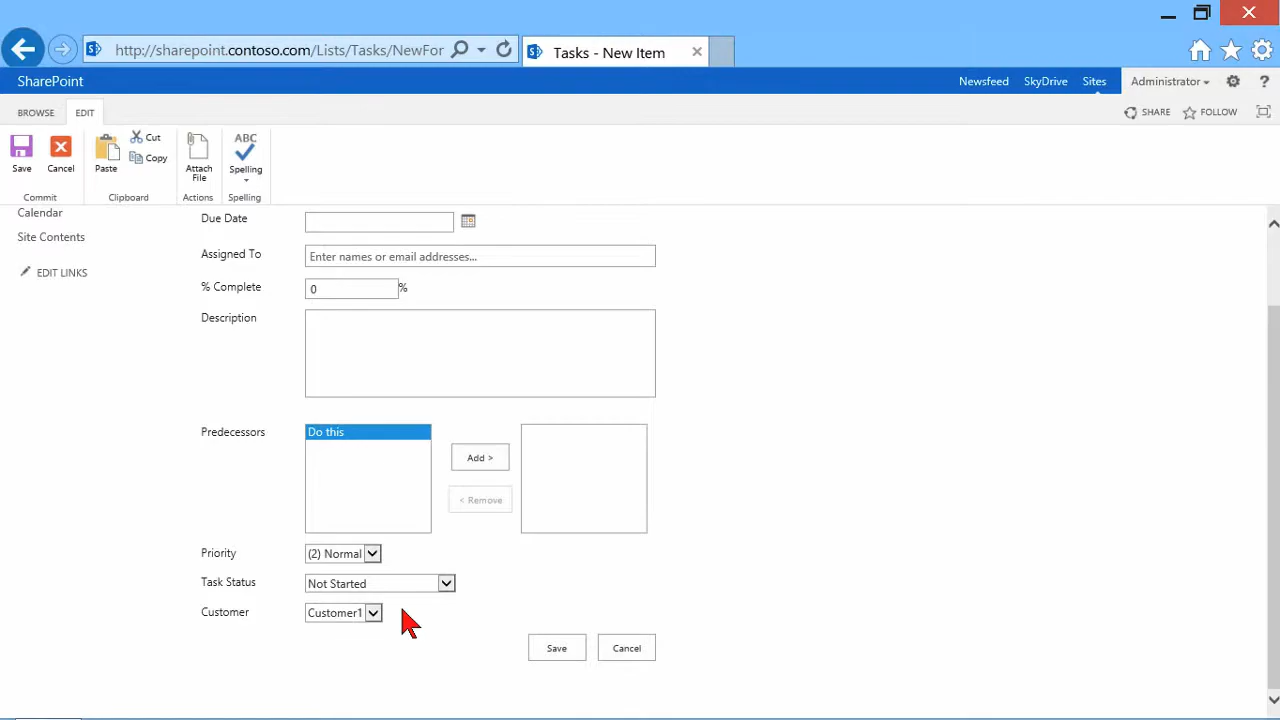 http://sharepoint.contoso.com/Lists/Tasks/NewFor
Tasks - New Item
SharePoint
Newsfeed SkyDrive Sites Administrator
BROWSE EDIT
SHARE FOLLOW
Save
Cancel
Paste
Cut
Copy
Attach File
ABC
Spelling
Commit Clipboard Actions Spelling
Calendar
Site Contents
EDIT LINKS
Due Date
Assigned To Enter names or email addresses...
% Complete 0 %
Description
Predecessors Do this
Add >
< Remove
Priority (2) Normal
Task Status Not Started
Customer Customer1
Save Cancel